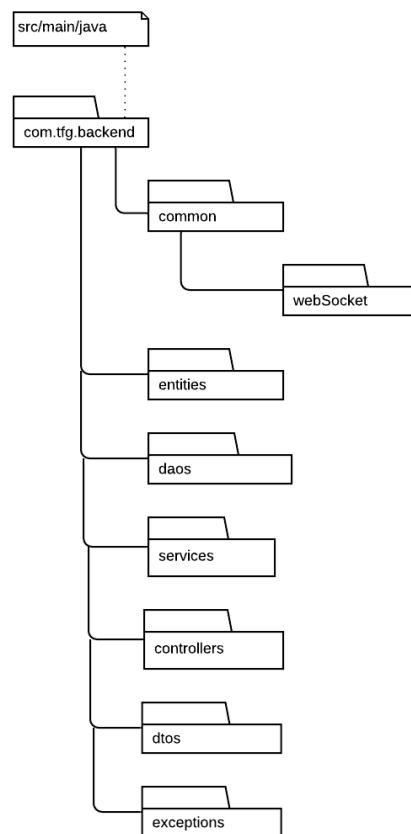 src/main/java
com.tfg.backend
common
webSocket
entities
daos
services
controllers
dtos
exceptions